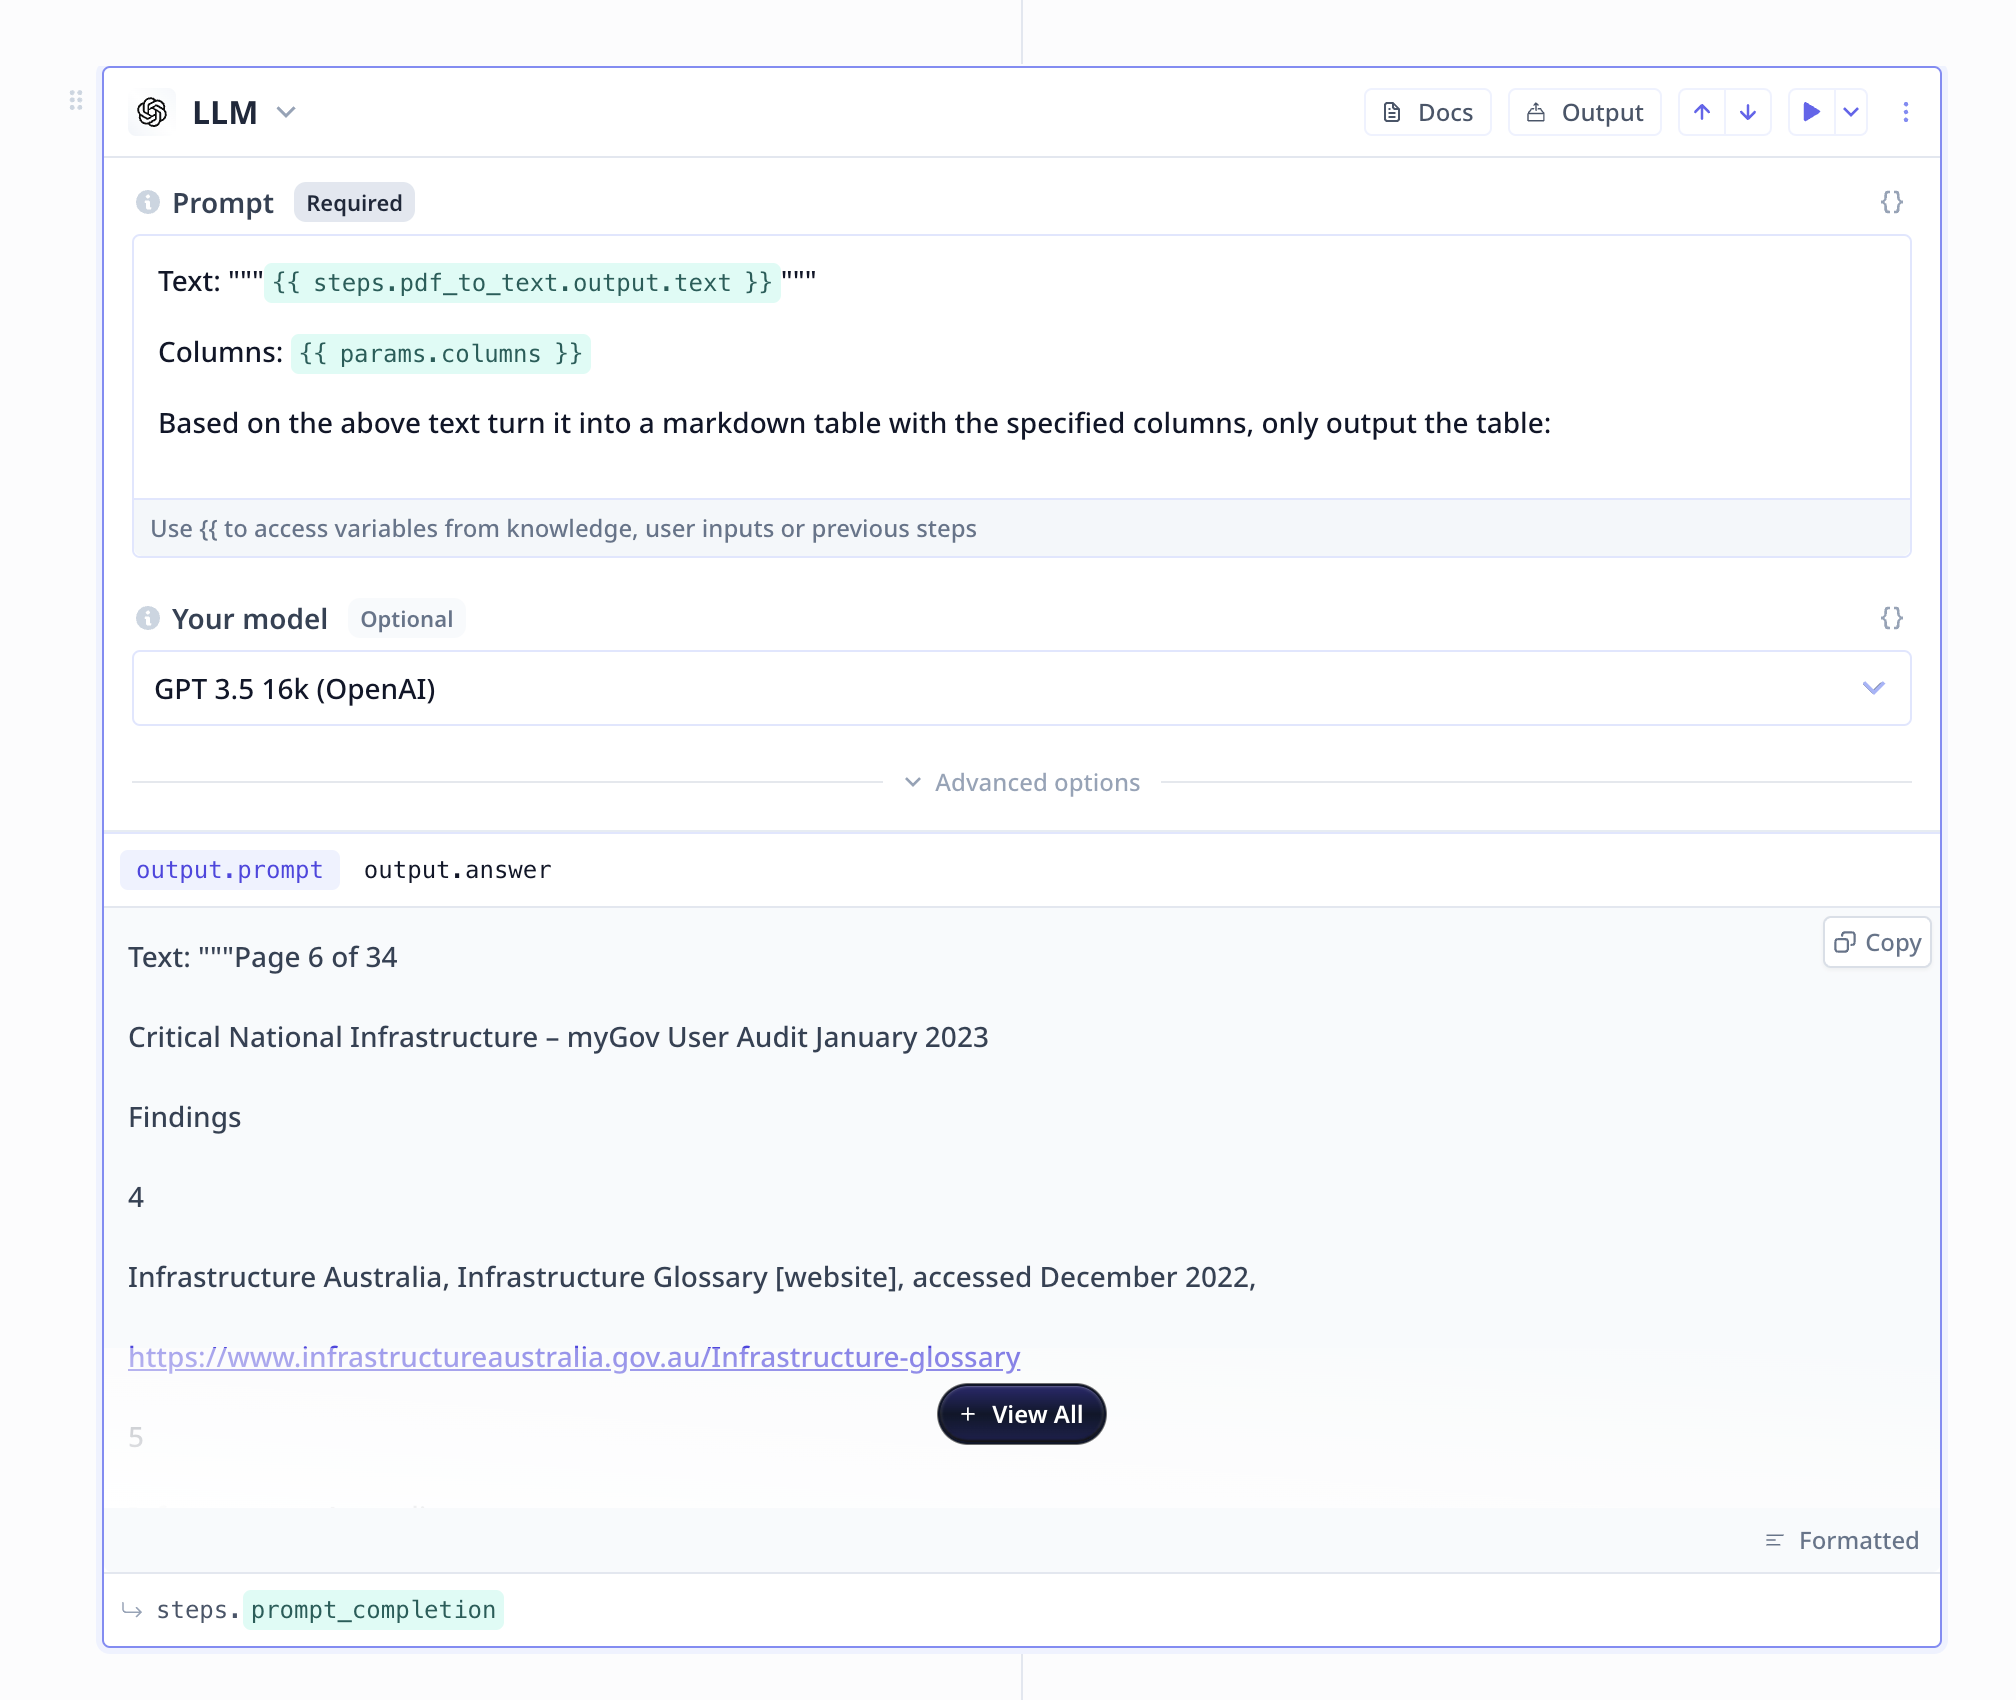 LLM
Docs
Output
Prompt Required
{}
Text: """{{ steps.pdf_to_text.output.text }}"""
Columns: {{ params.columns }}
Based on the above text turn it into a markdown table with the specified columns, only output the table:
Use {{ to access variables from knowledge, user inputs or previous steps
Your model Optional
{}
GPT 3.5 16k (OpenAI)
Advanced options
output.prompt output.answer
Copy
Text: """Page 6 of 34
Critical National Infrastructure – myGov User Audit January 2023
Findings
4
Infrastructure Australia, Infrastructure Glossary [website], accessed December 2022,
https://www.infrastructureaustralia.gov.au/Infrastructure-glossary
+ View All
5
Formatted
steps.prompt_completion